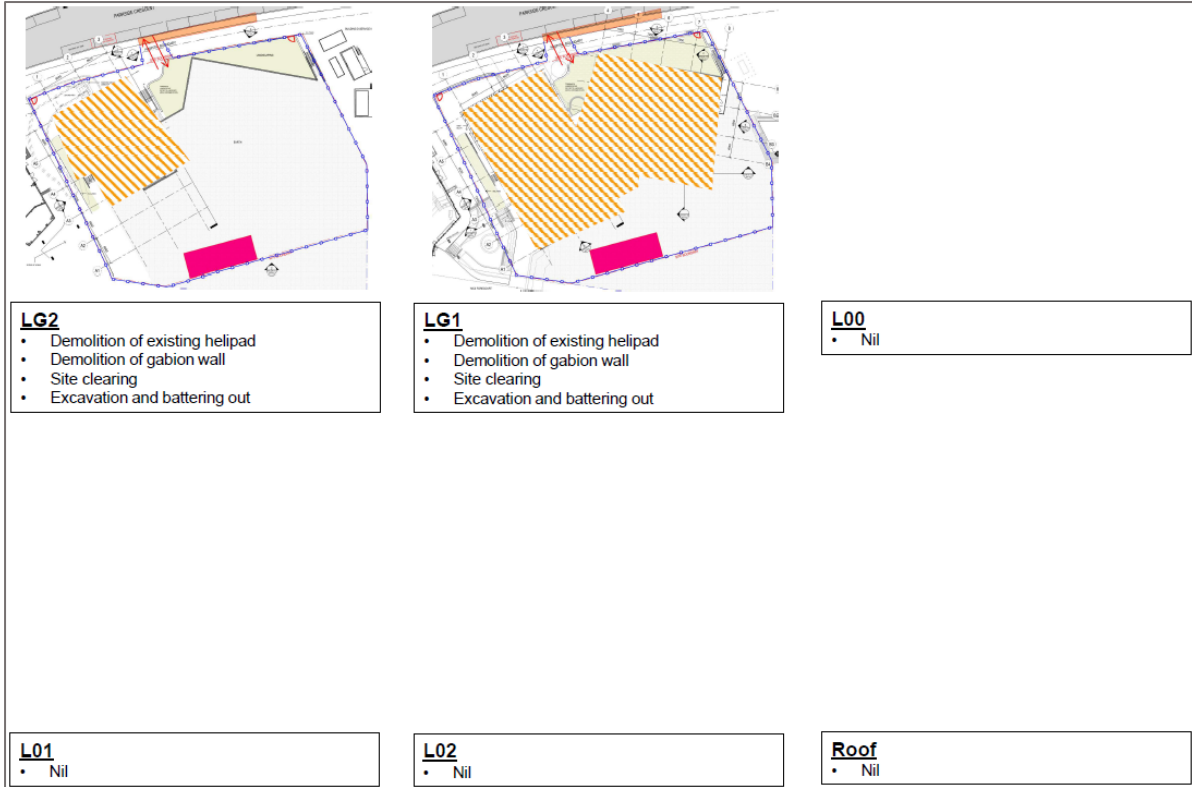 PARKSIDE CRESCENT
LG2
• Demolition of existing helipad
• Demolition of gabion wall
• Site clearing
• Excavation and battering out
LG1
• Demolition of existing helipad
• Demolition of gabion wall
• Site clearing
• Excavation and battering out
L00
• Nil
L01
• Nil
L02
• Nil
Roof
• Nil